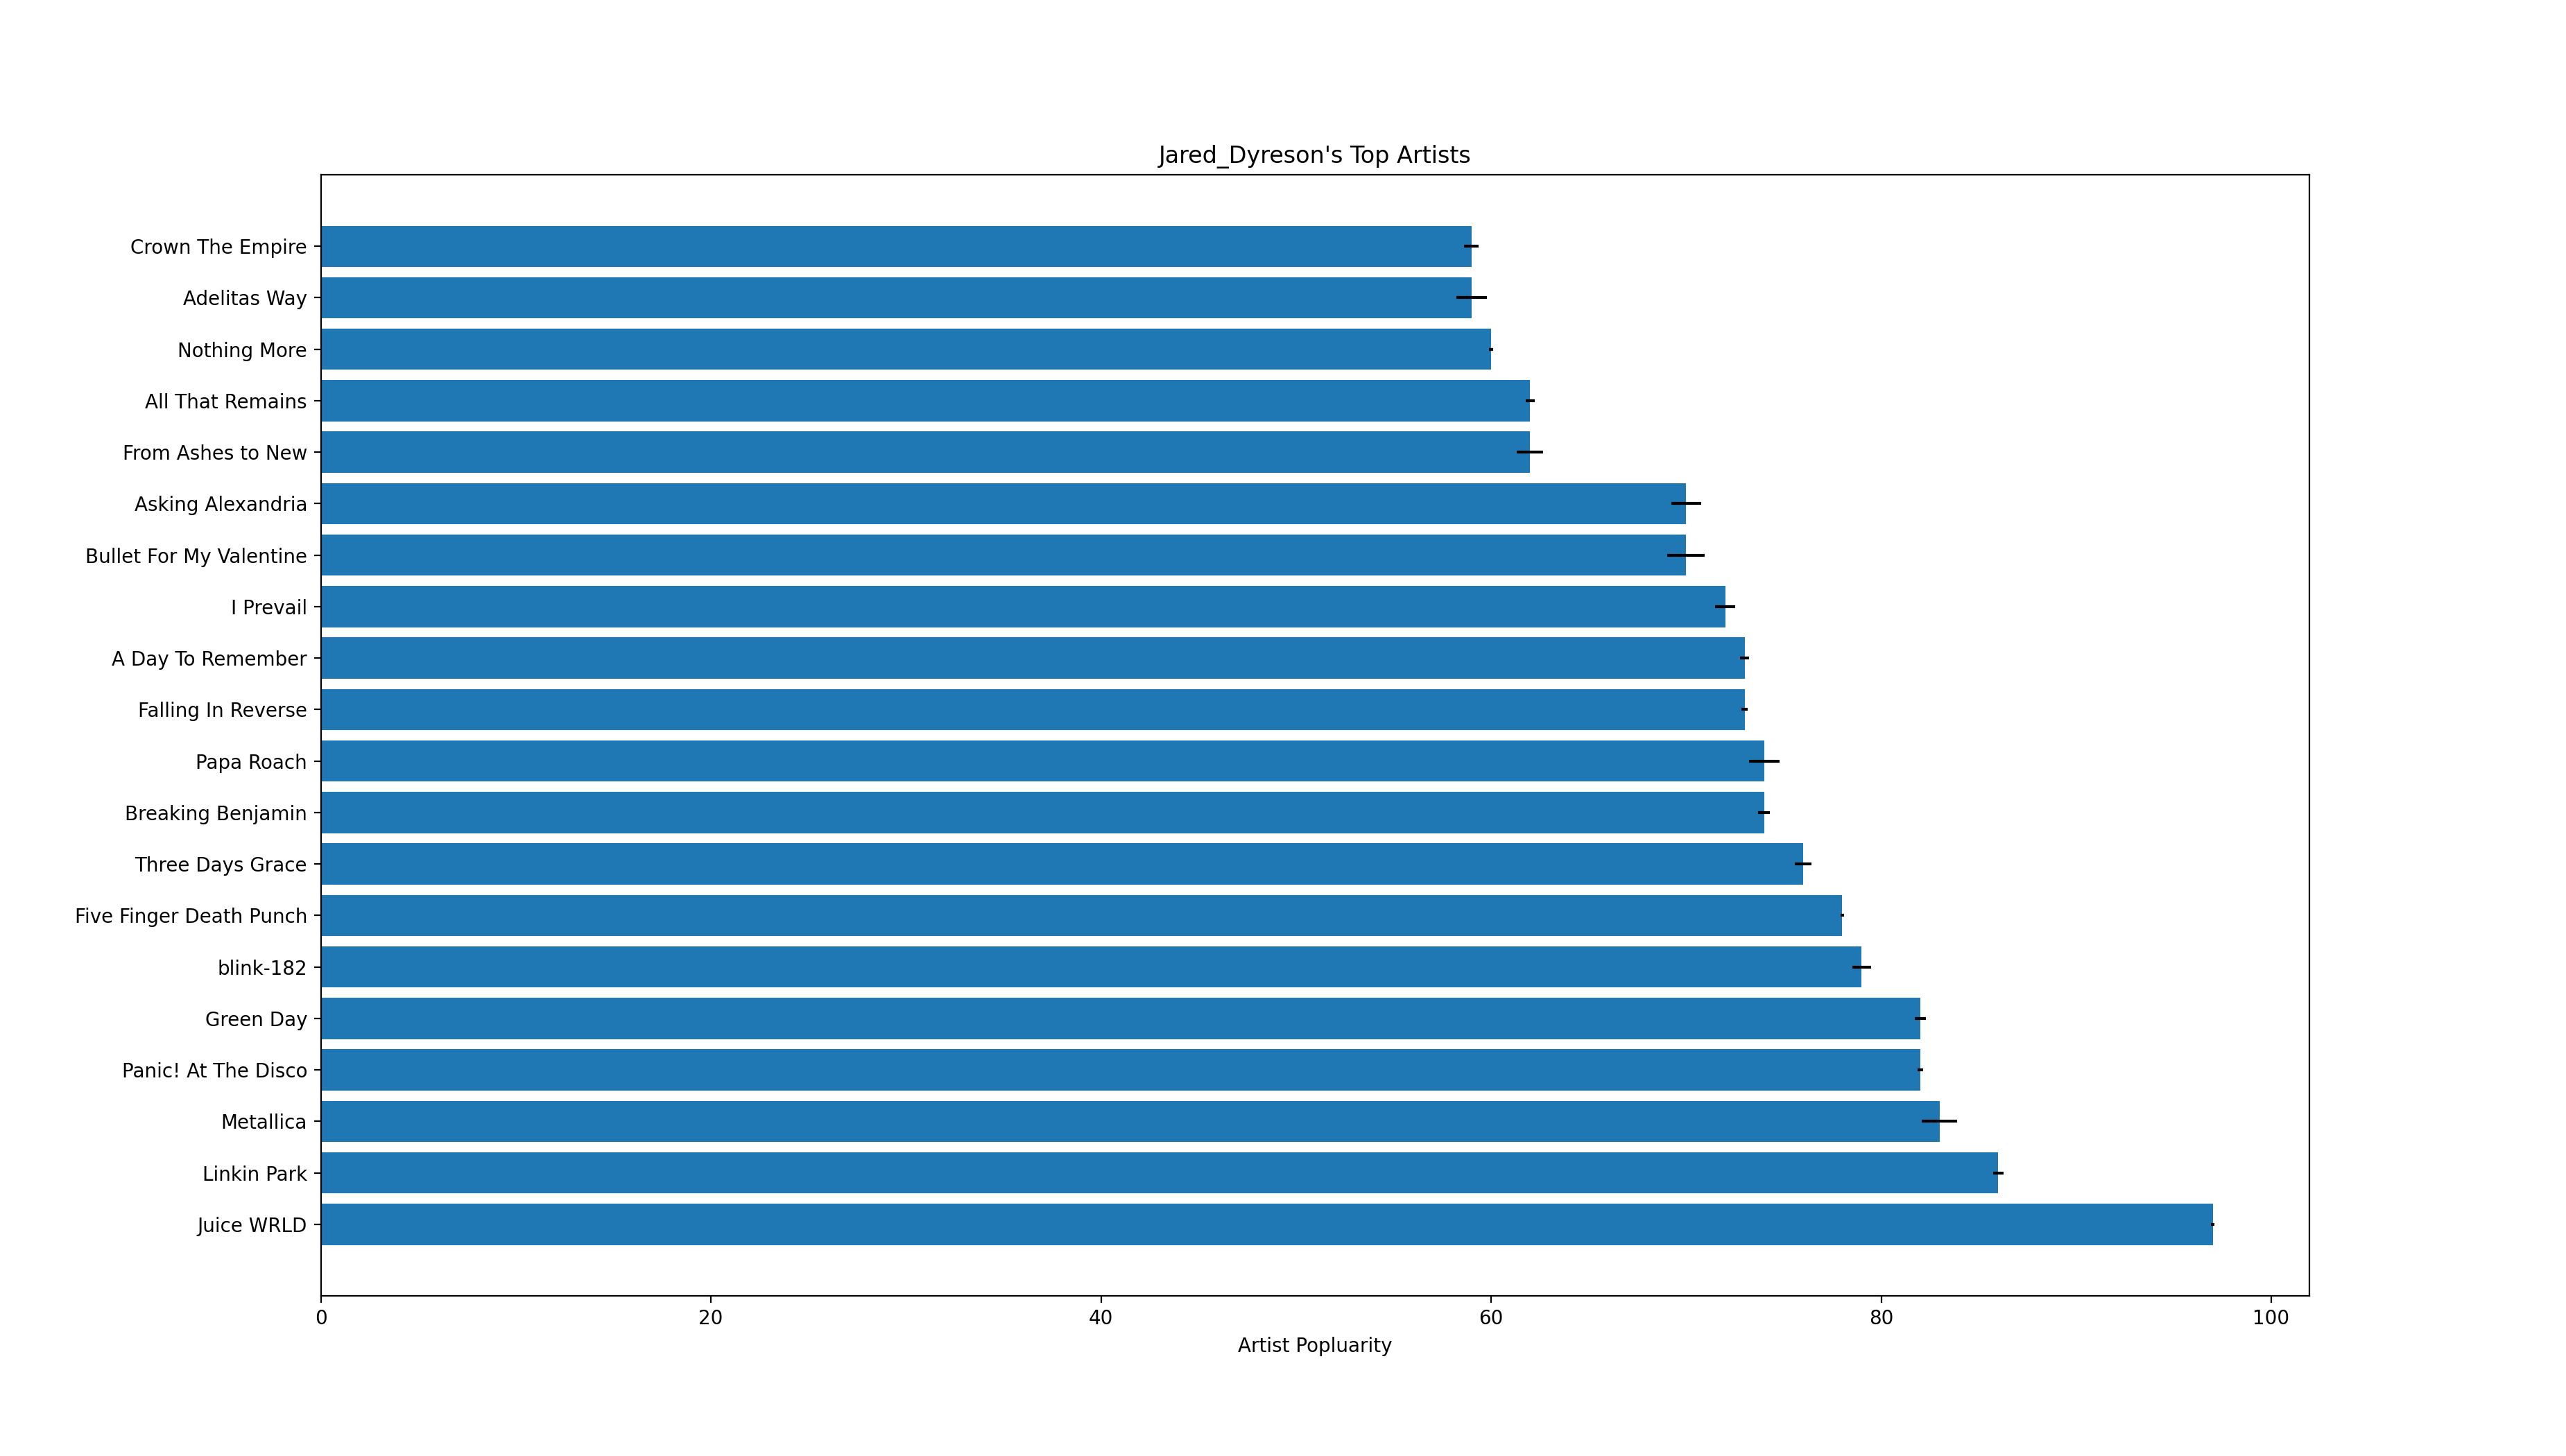 Jared_Dyreson's Top Artists
Crown The Empire
Adelitas Way
Nothing More
All That Remains
From Ashes to New
Asking Alexandria
Bullet For My Valentine
I Prevail
A Day To Remember
Falling In Reverse
Papa Roach
Breaking Benjamin
Three Days Grace
Five Finger Death Punch
blink-182
Green Day
Panic! At The Disco
Metallica
Linkin Park
Juice WRLD
0 20 40 60 80 100
Artist Popluarity